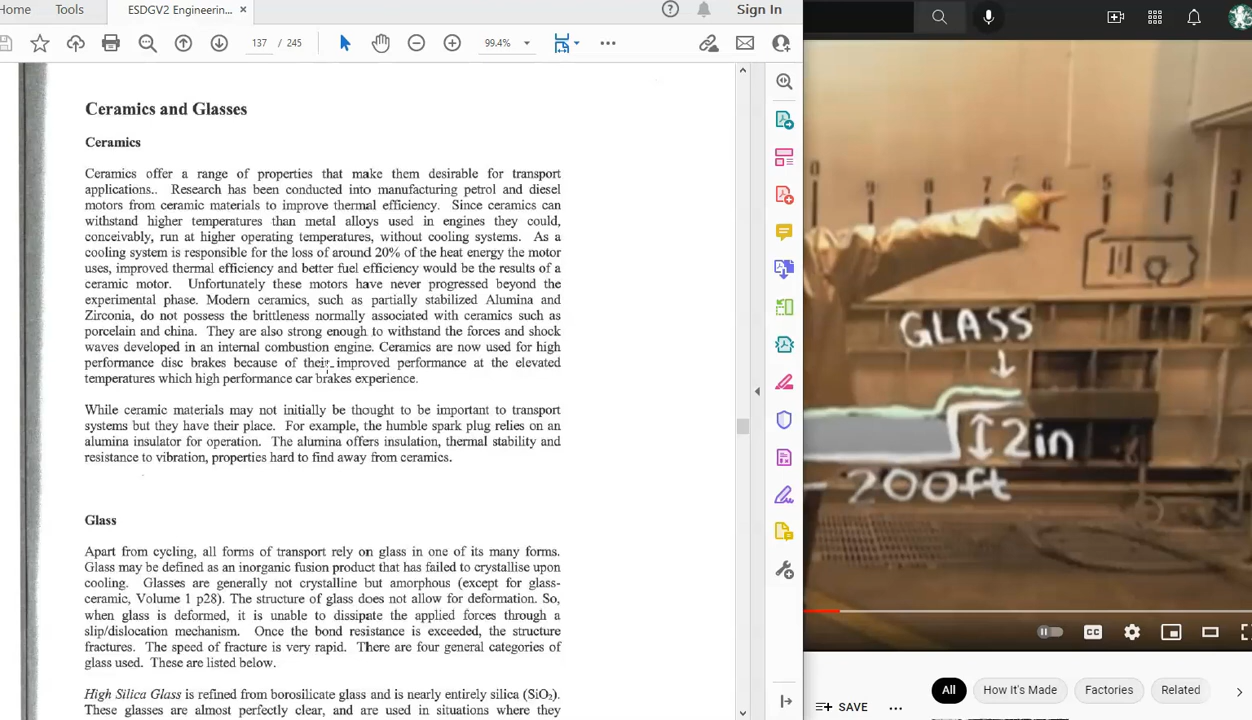 Home
Tools
ESDGV2 Engineerin...
×
Sign In
137 / 245
99.4%
Ceramics and Glasses
Ceramics
Ceramics offer a range of properties that make them desirable for transport
applications.. Research has been conducted into manufacturing petrol and diesel
motors from ceramic materials to improve thermal efficiency. Since ceramics can
withstand higher temperatures than metal alloys used in engines they could,
conceivably, run at higher operating temperatures, without cooling systems. As a
cooling system is responsible for the loss of around 20% of the heat energy the motor
uses, improved thermal efficiency and better fuel efficiency would be the results of a
ceramic motor. Unfortunately these motors have never progressed beyond the
experimental phase. Modern ceramics, such as partially stabilized Alumina and
Zirconia, do not possess the brittleness normally associated with ceramics such as
porcelain and china. They are also strong enough to withstand the forces and shock
waves developed in an internal combustion engine. Ceramics are now used for high
performance disc brakes because of their improved performance at the elevated
temperatures which high performance car brakes experience.
While ceramic materials may not initially be thought to be important to transport
systems but they have their place. For example, the humble spark plug relies on an
alumina insulator for operation. The alumina offers insulation, thermal stability and
resistance to vibration, properties hard to find away from ceramics.
Glass
Apart from cycling, all forms of transport rely on glass in one of its many forms.
Glass may be defined as an inorganic fusion product that has failed to crystallise upon
cooling. Glasses are generally not crystalline but amorphous (except for glass-
ceramic, Volume 1 p28). The structure of glass does not allow for deformation. So,
when glass is deformed, it is unable to dissipate the applied forces through a
slip/dislocation mechanism. Once the bond resistance is exceeded, the structure
fractures. The speed of fracture is very rapid. There are four general categories of
glass used. These are listed below.
High Silica Glass is refined from borosilicate glass and is nearly entirely silica (SiO₂).
These glasses are almost perfectly clear, and are used in situations where they
9 8 7 6 5 4 3
GLASS
2in
200ft
CC
SAVE
All
How It's Made
Factories
Related